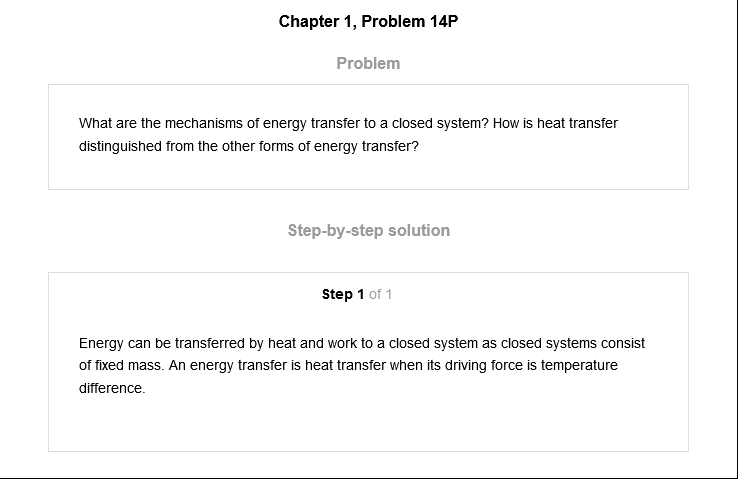 Chapter 1, Problem 14P
Problem
What are the mechanisms of energy transfer to a closed system? How is heat transfer
distinguished from the other forms of energy transfer?
Step-by-step solution
Step 1 of 1
Energy can be transferred by heat and work to a closed system as closed systems consist
of fixed mass. An energy transfer is heat transfer when its driving force is temperature
difference.